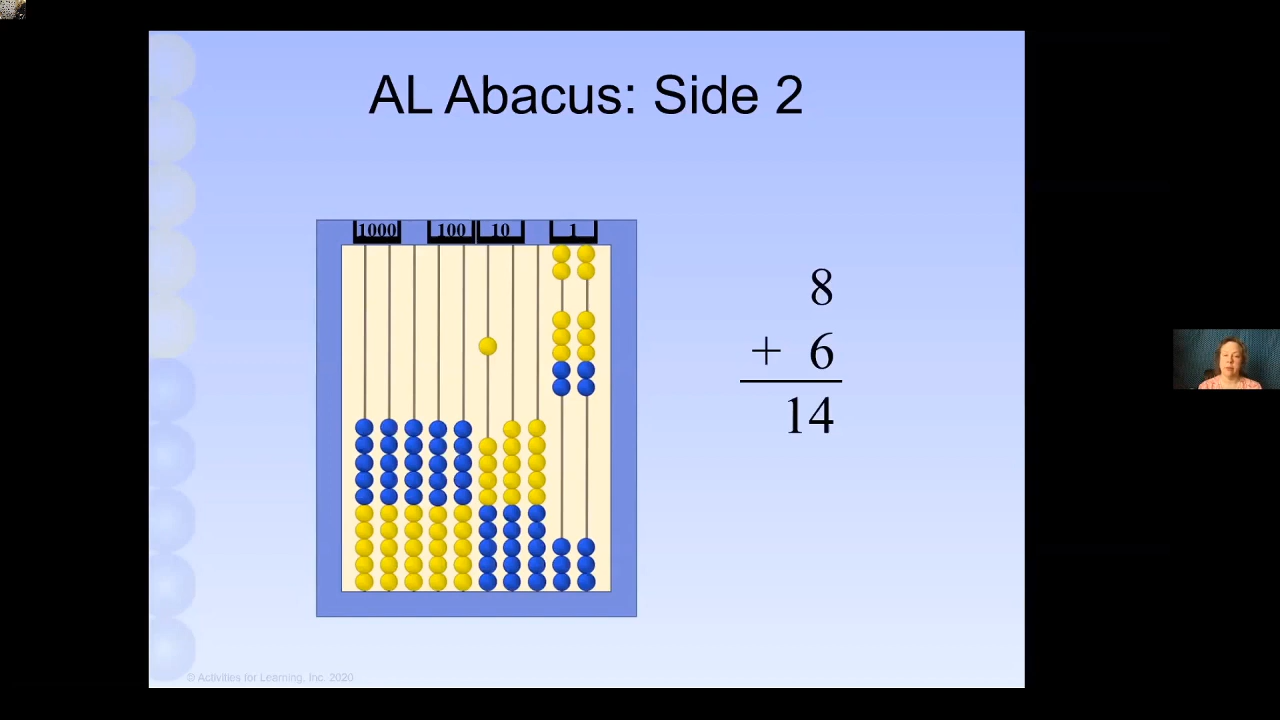 AL Abacus: Side 2
1000 100 10 1
8
+ 6
14
© Activities for Learning, Inc. 2020